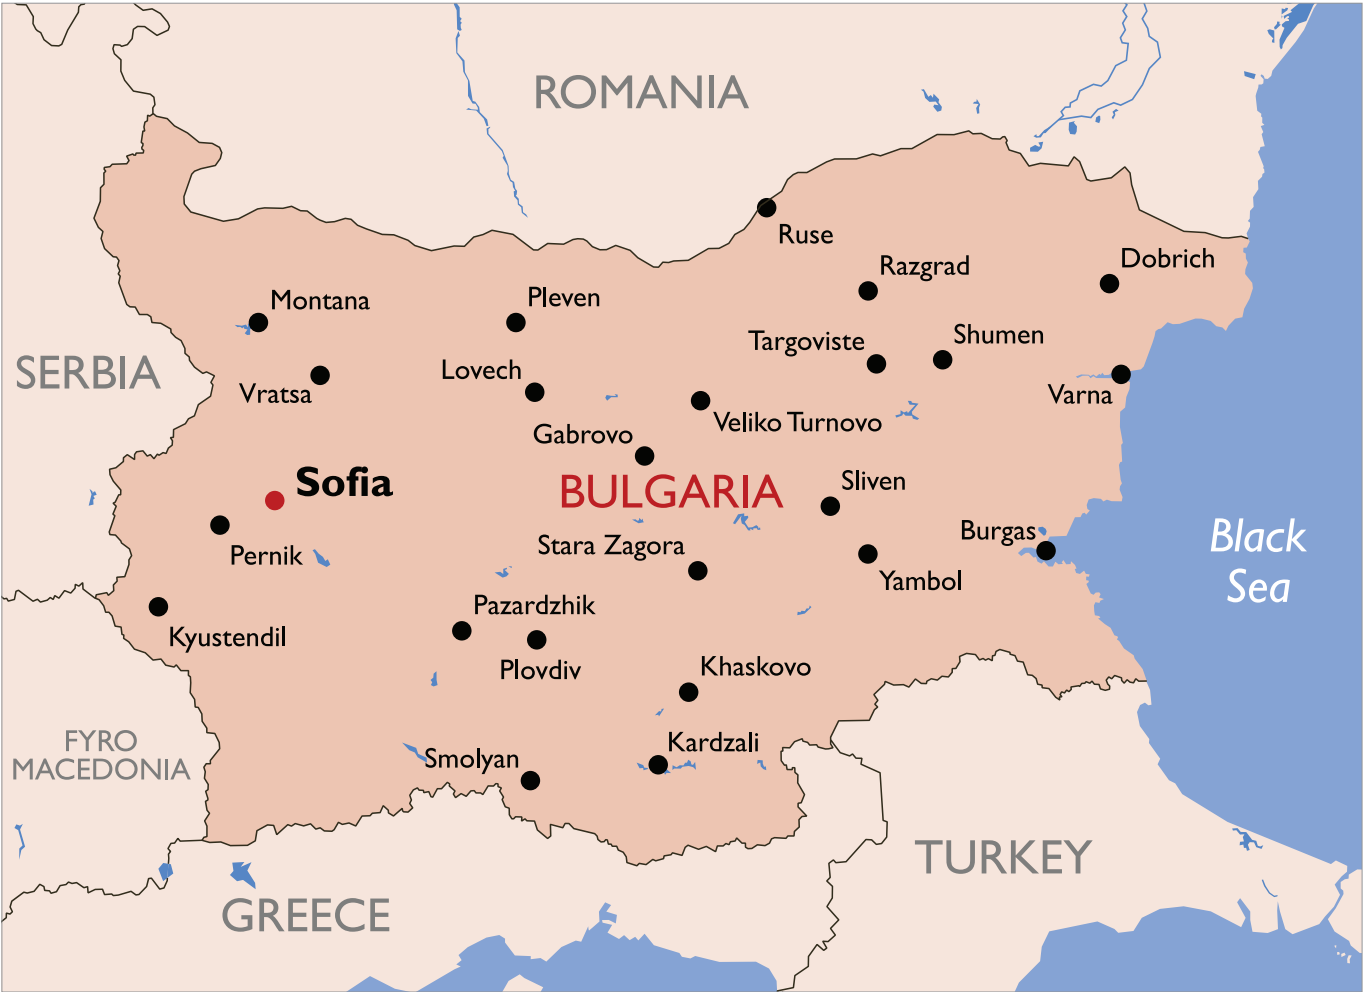 ROMANIA
Ruse
Dobrich
Razgrad
Montana
Pleven
Targoviste
Shumen
SERBIA
Lovech
Vratsa
Varna
Veliko Turnovo
Gabrovo
Sofia
BULGARIA
Sliven
Burgas
Black
Sea
Pernik
Stara Zagora
Yambol
Pazardzhik
Kyustendil
Plovdiv
Khaskovo
FYRO
MACEDONIA
Kardzali
Smolyan
TURKEY
GREECE